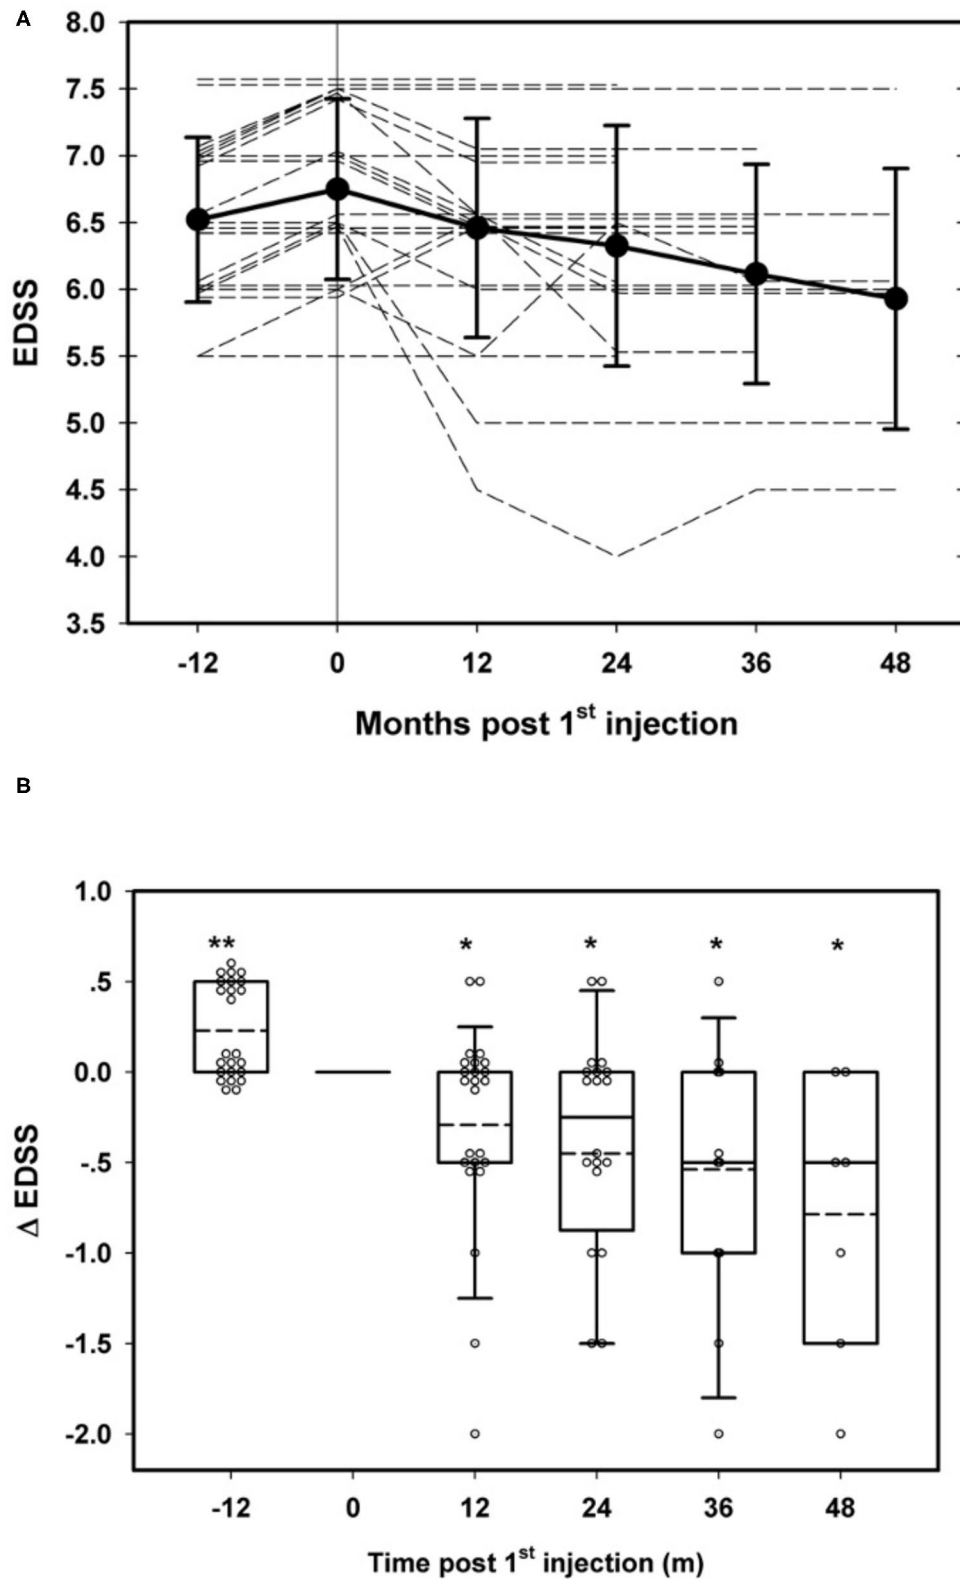 A
8.0
7.5
7.0
6.5
6.0
5.5
5.0
4.5
4.0
3.5
EDSS
-12 0 12 24 36 48
Months post 1st injection
B
1.0
.5
0.0
-.5
-1.0
-1.5
-2.0
Δ EDSS
** * * * *
-12 0 12 24 36 48
Time post 1st injection (m)